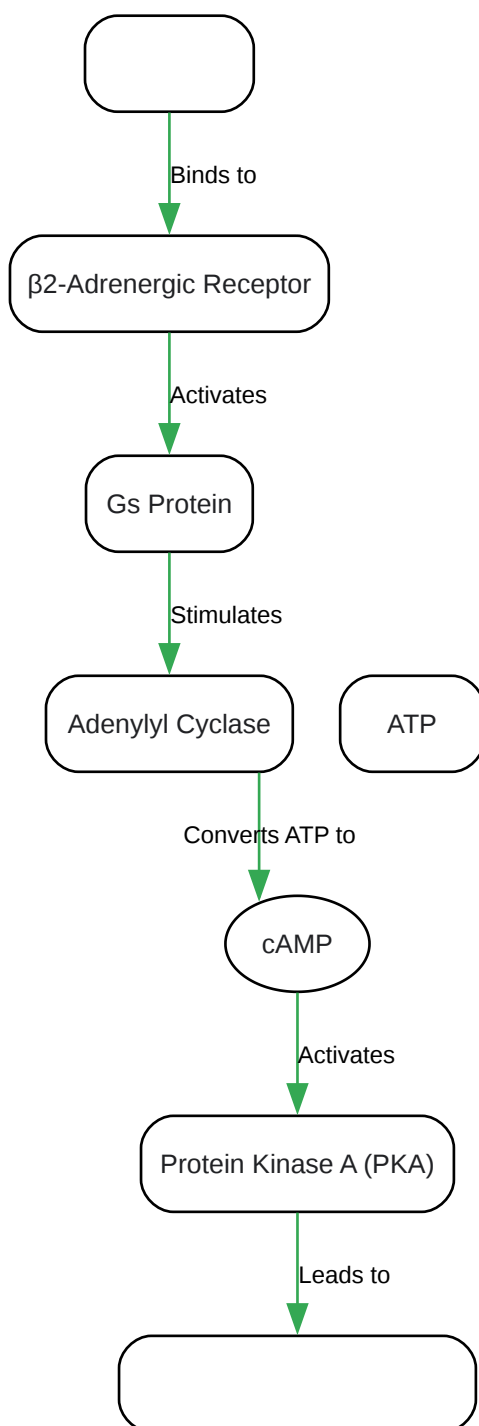 Binds to
β2-Adrenergic Receptor
Activates
Gs Protein
Stimulates
Adenylyl Cyclase
ATP
Converts ATP to
cAMP
Activates
Protein Kinase A (PKA)
Leads to